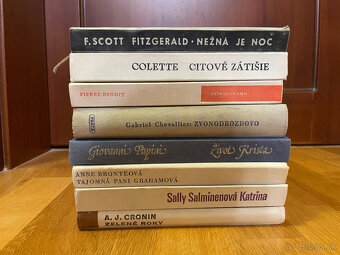 F. SCOTT FITZGERALD · NEŽNÁ JE NOC
COLETTE CITOVÉ ZÁTIŠIE
PIERRE BENOIT
Gabriel Chevallier: ZVONODROZDOVO
Giovanni Papini Život Krista
ANNE BRONTËOVÁ
TAJOMNÁ PANI GRAHAMOVÁ
Sally Salminenová Katrina
A. J. CRONIN
ZELENÉ ROKY